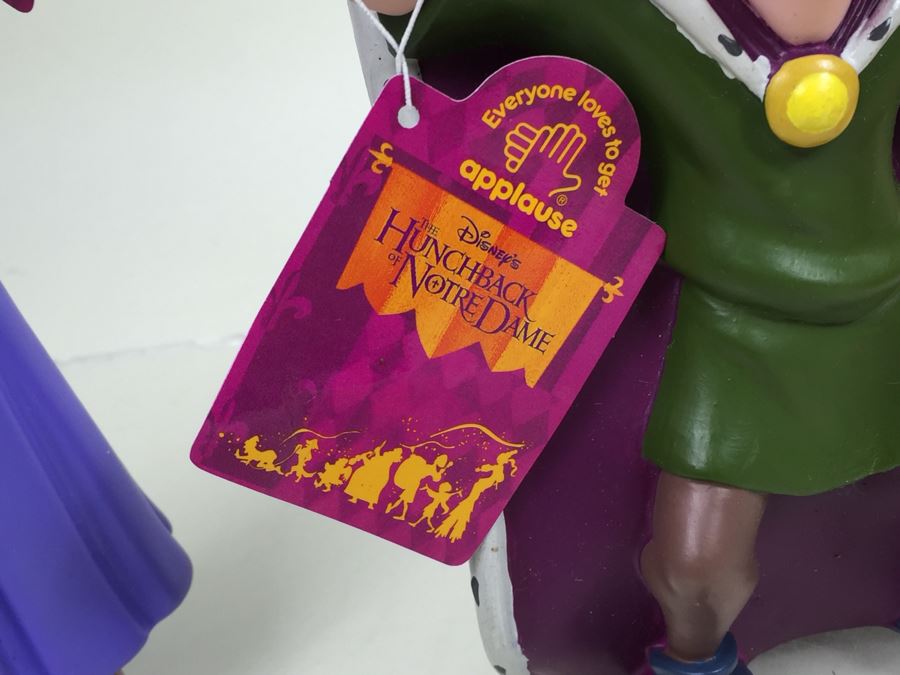 Everyone loves to get
applause®
DISNEY'S
THE HUNCHBACK
OF NOTRE DAME